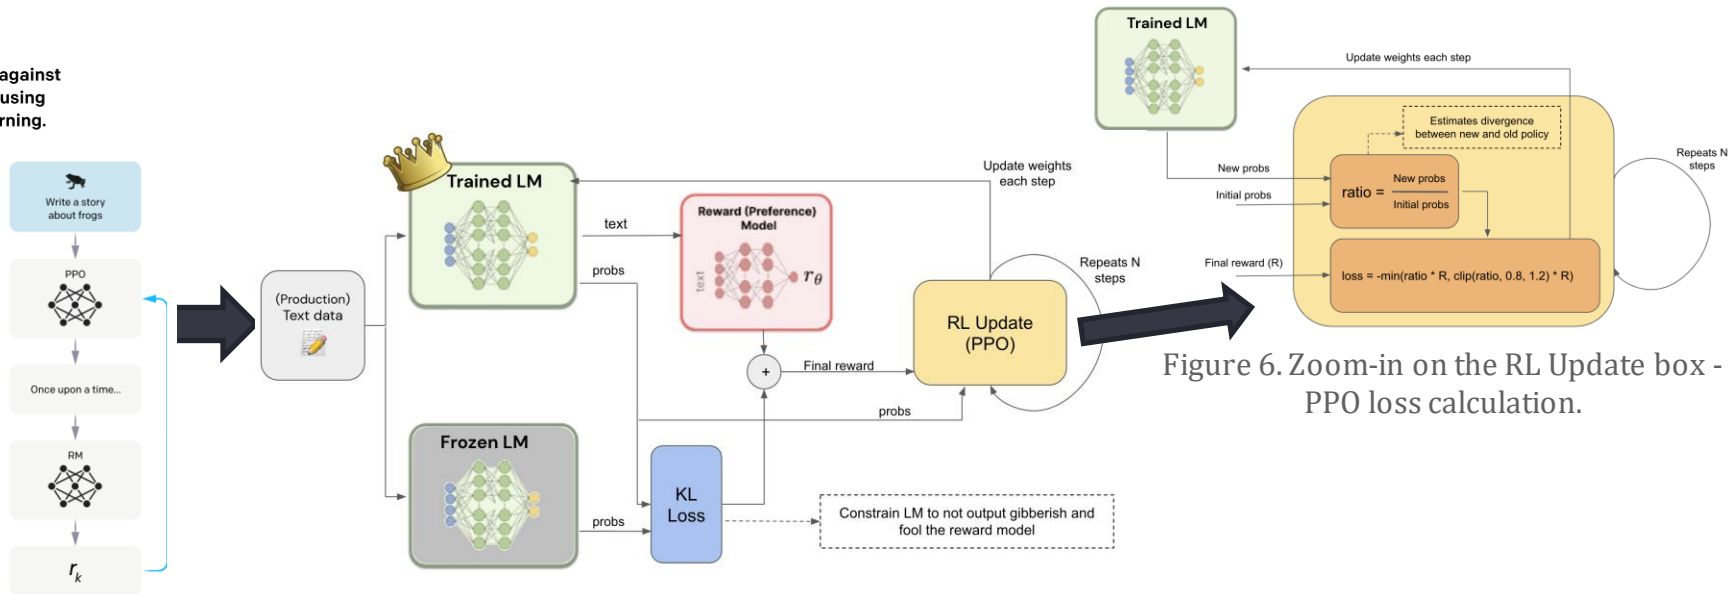 against
using
rning.
Write a story
about frogs
PPO
Once upon a time...
RM
r_k
(Production)
Text data
Trained LM
text
probs
Frozen LM
probs
Reward (Preference)
Model
text
r_θ
+
Final reward
KL
Loss
probs
Constrain LM to not output gibberish and
fool the reward model
Update weights
each step
RL Update
(PPO)
Repeats N
steps
Trained LM
Update weights each step
Estimates divergence
between new and old policy
New probs
Initial probs
ratio = New probs
Initial probs
Final reward (R)
loss = -min(ratio * R, clip(ratio, 0.8, 1.2) * R)
Repeats N
steps
Figure 6. Zoom-in on the RL Update box -
PPO loss calculation.